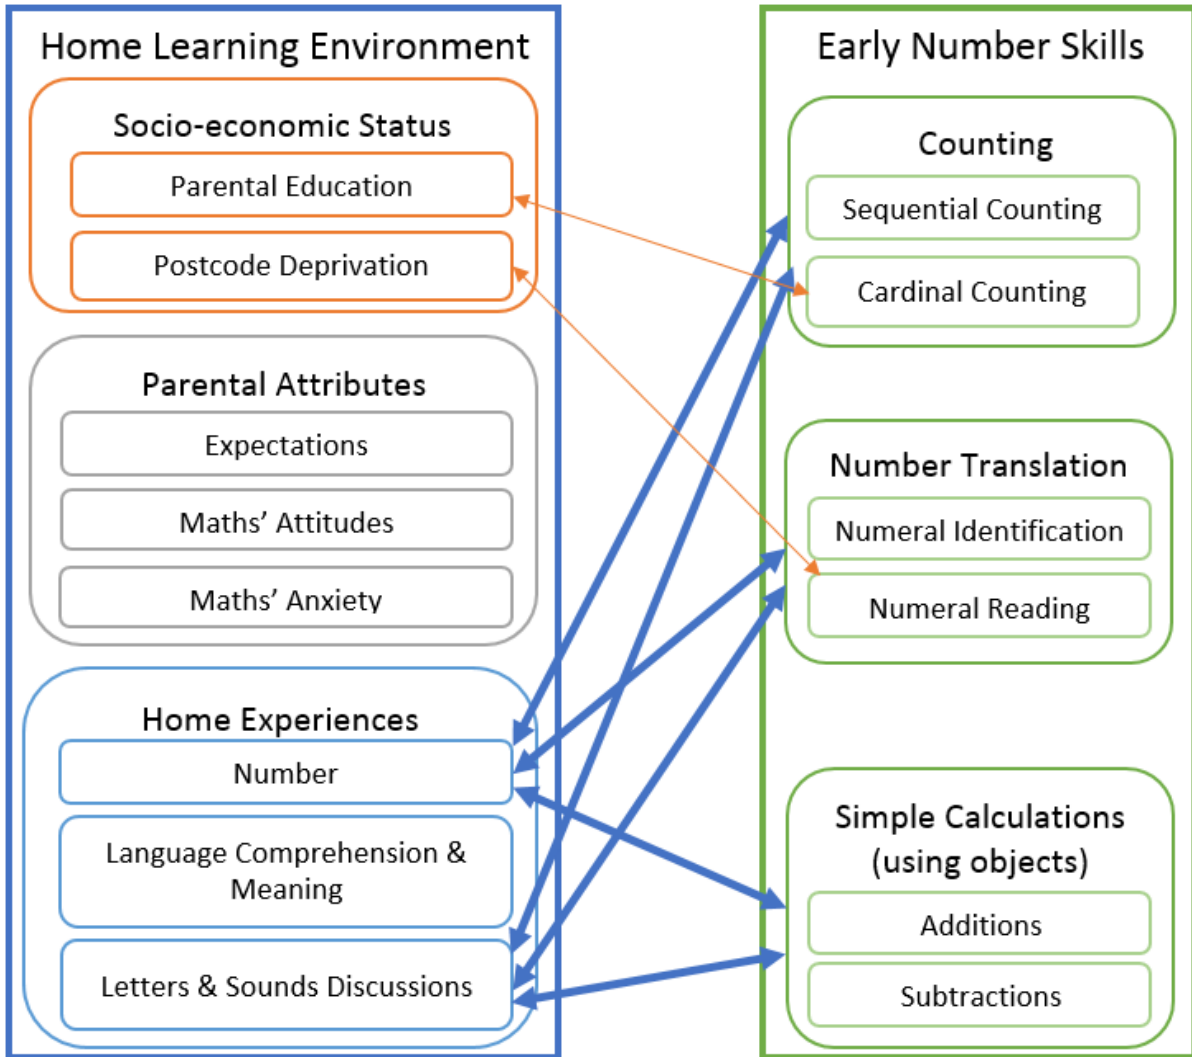 Home Learning Environment
Socio-economic Status
Parental Education
Postcode Deprivation
Parental Attributes
Expectations
Maths’ Attitudes
Maths’ Anxiety
Home Experiences
Number
Language Comprehension &
Meaning
Letters & Sounds Discussions
Early Number Skills
Counting
Sequential Counting
Cardinal Counting
Number Translation
Numeral Identification
Numeral Reading
Simple Calculations
(using objects)
Additions
Subtractions